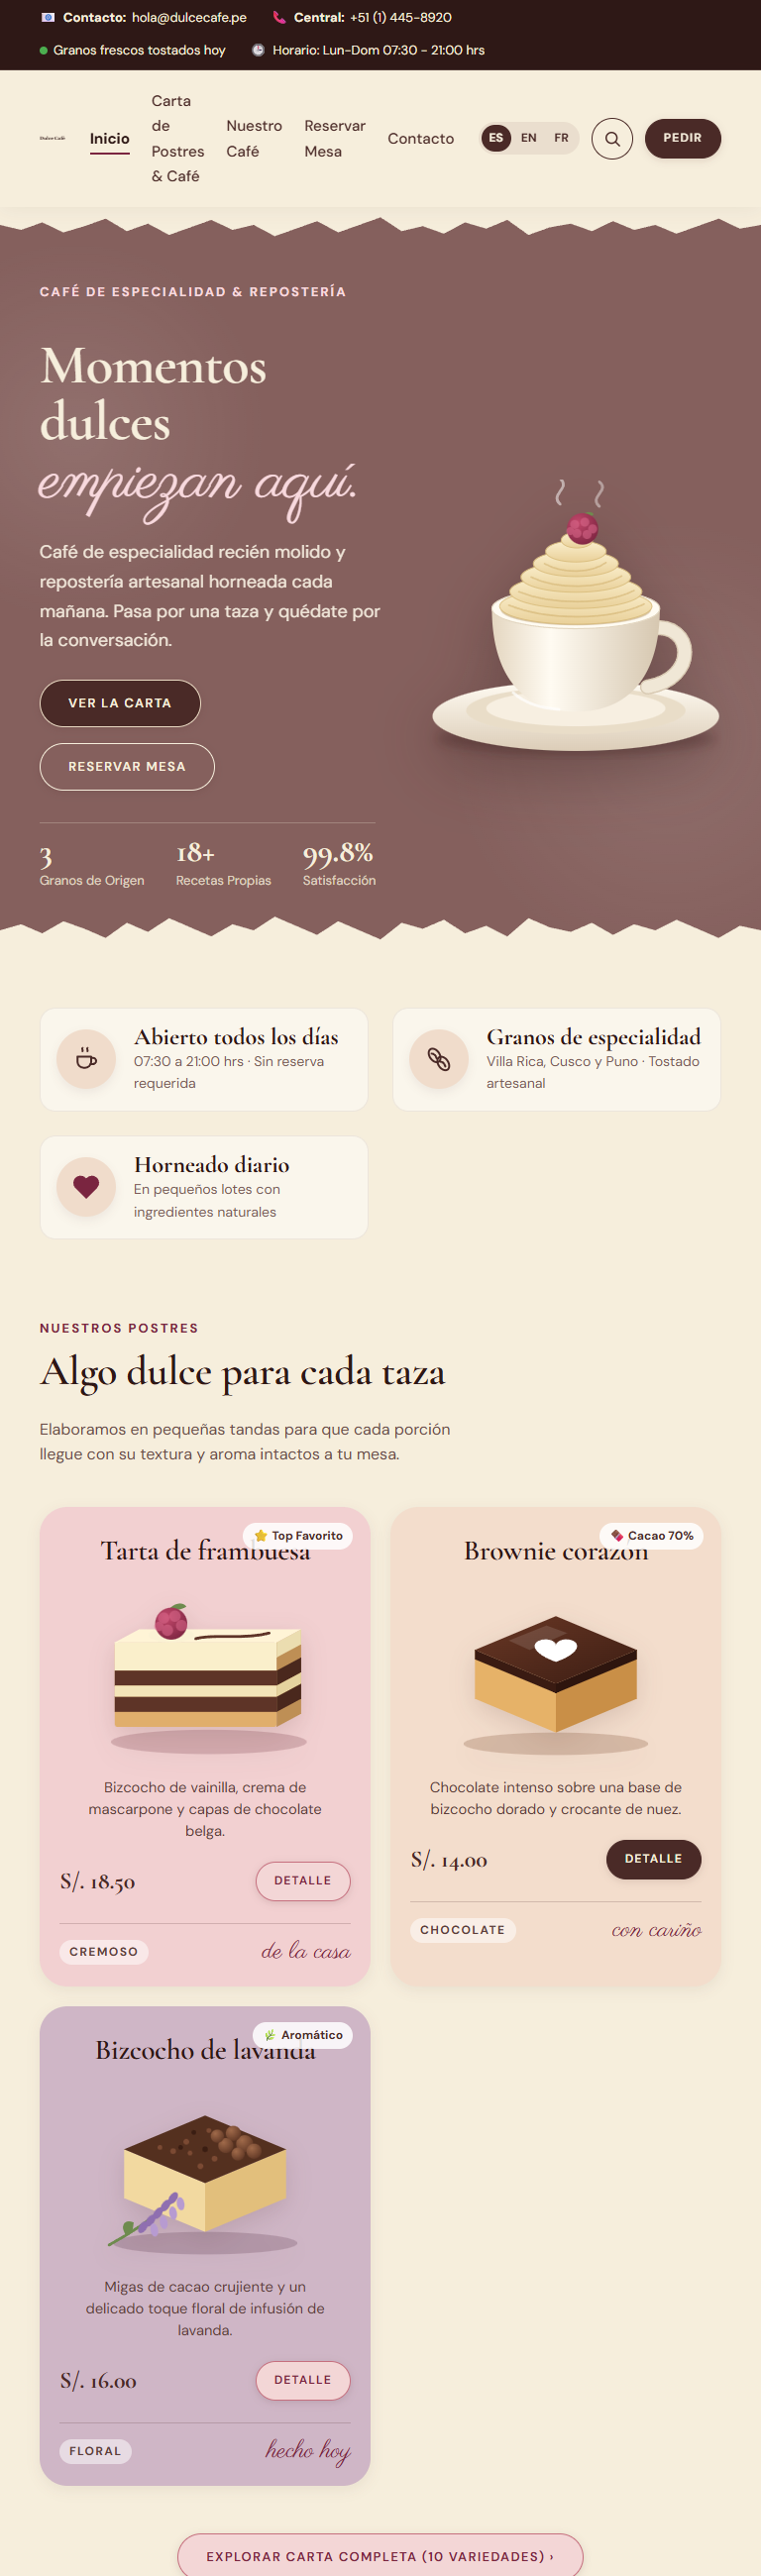 Contacto: hola@dulcecafe.pe Central: +51 (1) 445-8920
Granos frescos tostados hoy Horario: Lun-Dom 07:30 - 21:00 hrs
Dulce Café
Inicio
Carta
de
Postres
& Café
Nuestro
Café
Reservar
Mesa
Contacto
ES EN FR
PEDIR
CAFÉ DE ESPECIALIDAD & REPOSTERÍA
Momentos
dulces
empiezan aquí.
Café de especialidad recién molido y
repostería artesanal horneada cada
mañana. Pasa por una taza y quédate por
la conversación.
VER LA CARTA
RESERVAR MESA
3 18+ 99.8%
Granos de Origen Recetas Propias Satisfacción
Abierto todos los días
07:30 a 21:00 hrs · Sin reserva
requerida
Granos de especialidad
Villa Rica, Cusco y Puno · Tostado
artesanal
Horneado diario
En pequeños lotes con
ingredientes naturales
NUESTROS POSTRES
Algo dulce para cada taza
Elaboramos en pequeñas tandas para que cada porción
llegue con su textura y aroma intactos a tu mesa.
Top Favorito
Tarta de frambuesa
Bizcocho de vainilla, crema de
mascarpone y capas de chocolate
belga.
S/. 18.50 DETALLE
CREMOSO de la casa
Cacao 70%
Brownie corazón
Chocolate intenso sobre una base de
bizcocho dorado y crocante de nuez.
S/. 14.00 DETALLE
CHOCOLATE con cariño
Aromático
Bizcocho de lavanda
Migas de cacao crujiente y un
delicado toque floral de infusión de
lavanda.
S/. 16.00 DETALLE
FLORAL hecho hoy
EXPLORAR CARTA COMPLETA (10 VARIEDADES) ›